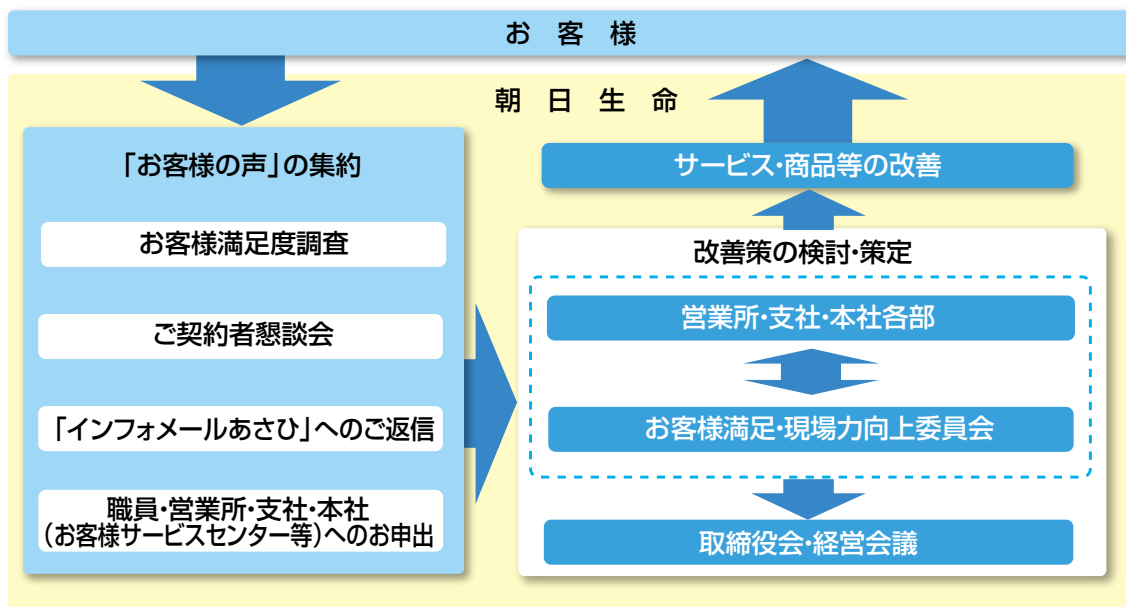 お客様
朝日生命
「お客様の声」の集約
お客様満足度調査
ご契約者懇談会
「インフォメールあさひ」へのご返信
職員・営業所・支社・本社
(お客様サービスセンター等)へのお申出
サービス・商品等の改善
改善策の検討・策定
営業所・支社・本社各部
お客様満足・現場力向上委員会
取締役会・経営会議